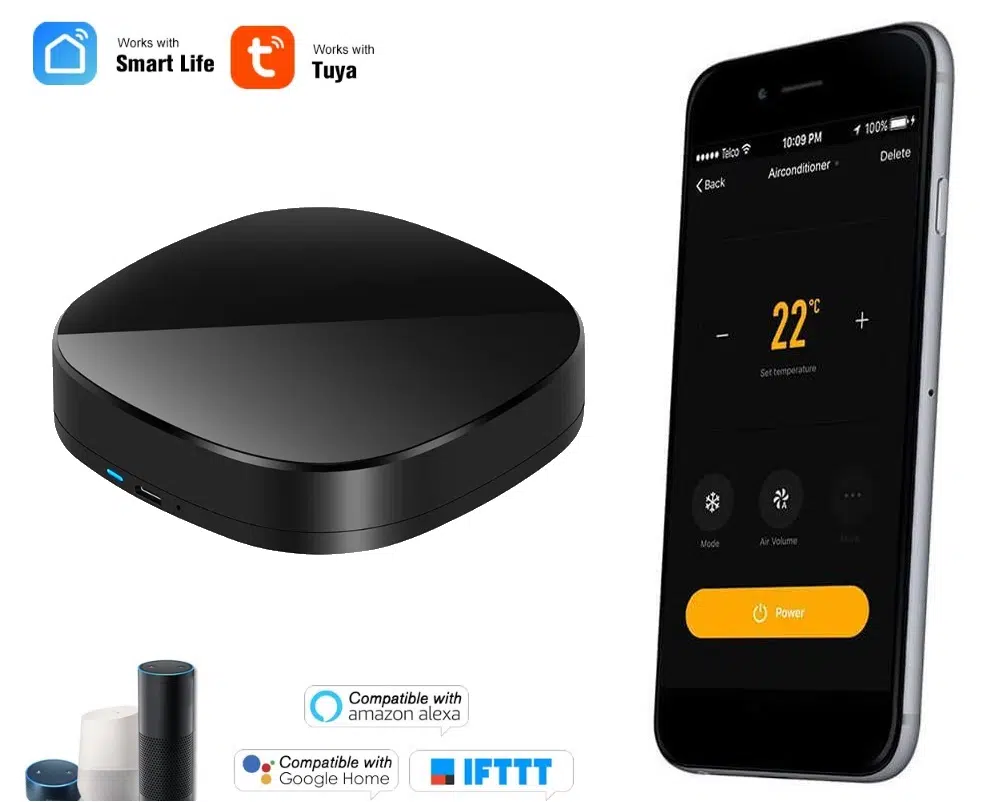 Works with
Smart Life
Works with
Tuya
Telco
10:09 PM
100%
Back
Airconditioner
Delete
22°C
Set temperature
Mode
A
Air Volume
Power
Compatible with
amazon alexa
Compatible with
Google Home
IFTTT